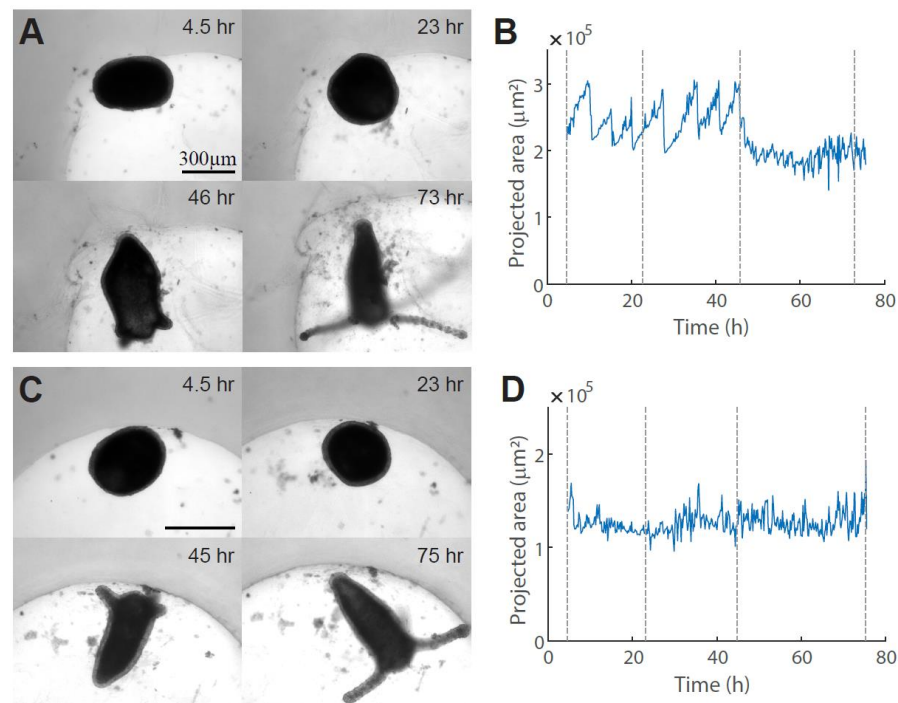 A
4.5 hr
23 hr
300µm
46 hr
73 hr
B
×10⁵
Projected area (µm²)
3
2
1
0
0 20 40 60 80
Time (h)
C
4.5 hr
23 hr
45 hr
75 hr
D
×10⁵
Projected area (µm²)
2
1
0
0 20 40 60 80
Time (h)